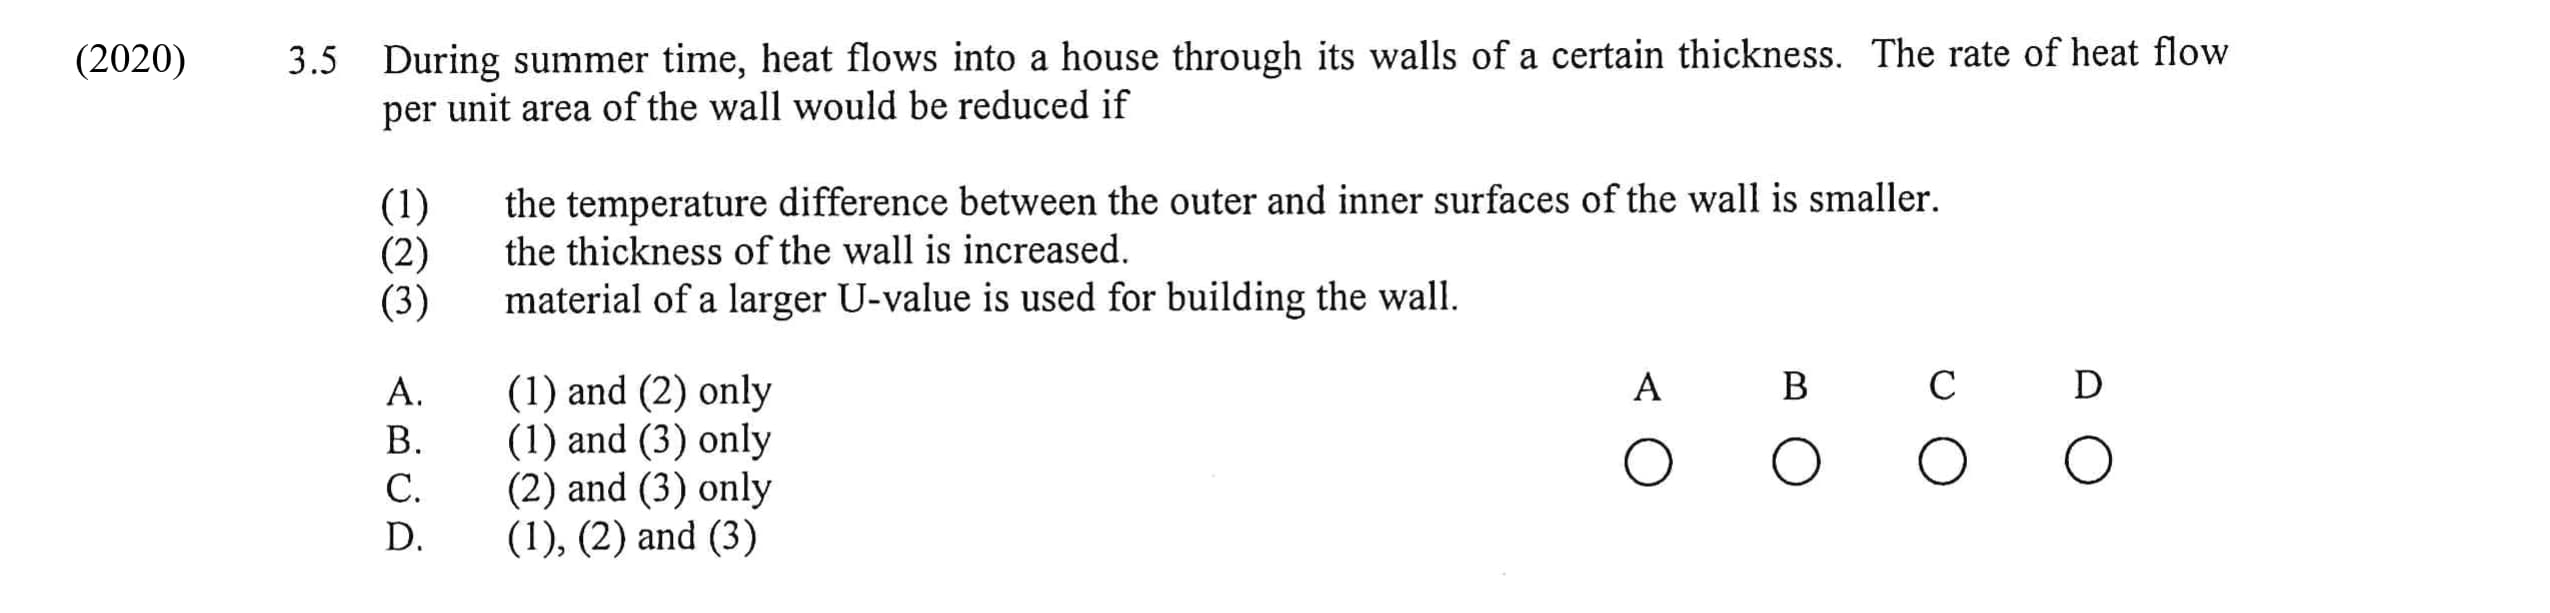 (2020) 3.5 During summer time, heat flows into a house through its walls of a certain thickness. The rate of heat flow
per unit area of the wall would be reduced if
(1) the temperature difference between the outer and inner surfaces of the wall is smaller.
(2) the thickness of the wall is increased.
(3) material of a larger U-value is used for building the wall.
A. (1) and (2) only
B. (1) and (3) only
C. (2) and (3) only
D. (1), (2) and (3)
A B C D